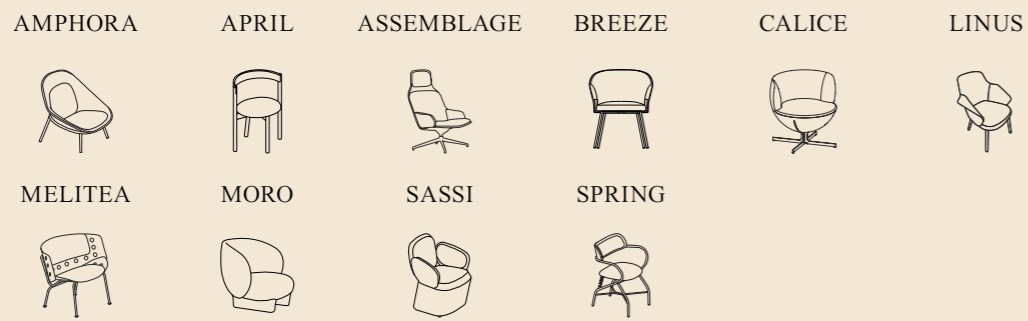 AMPHORA APRIL ASSEMBLAGE BREEZE CALICE LINUS
MELITEA MORO SASSI SPRING